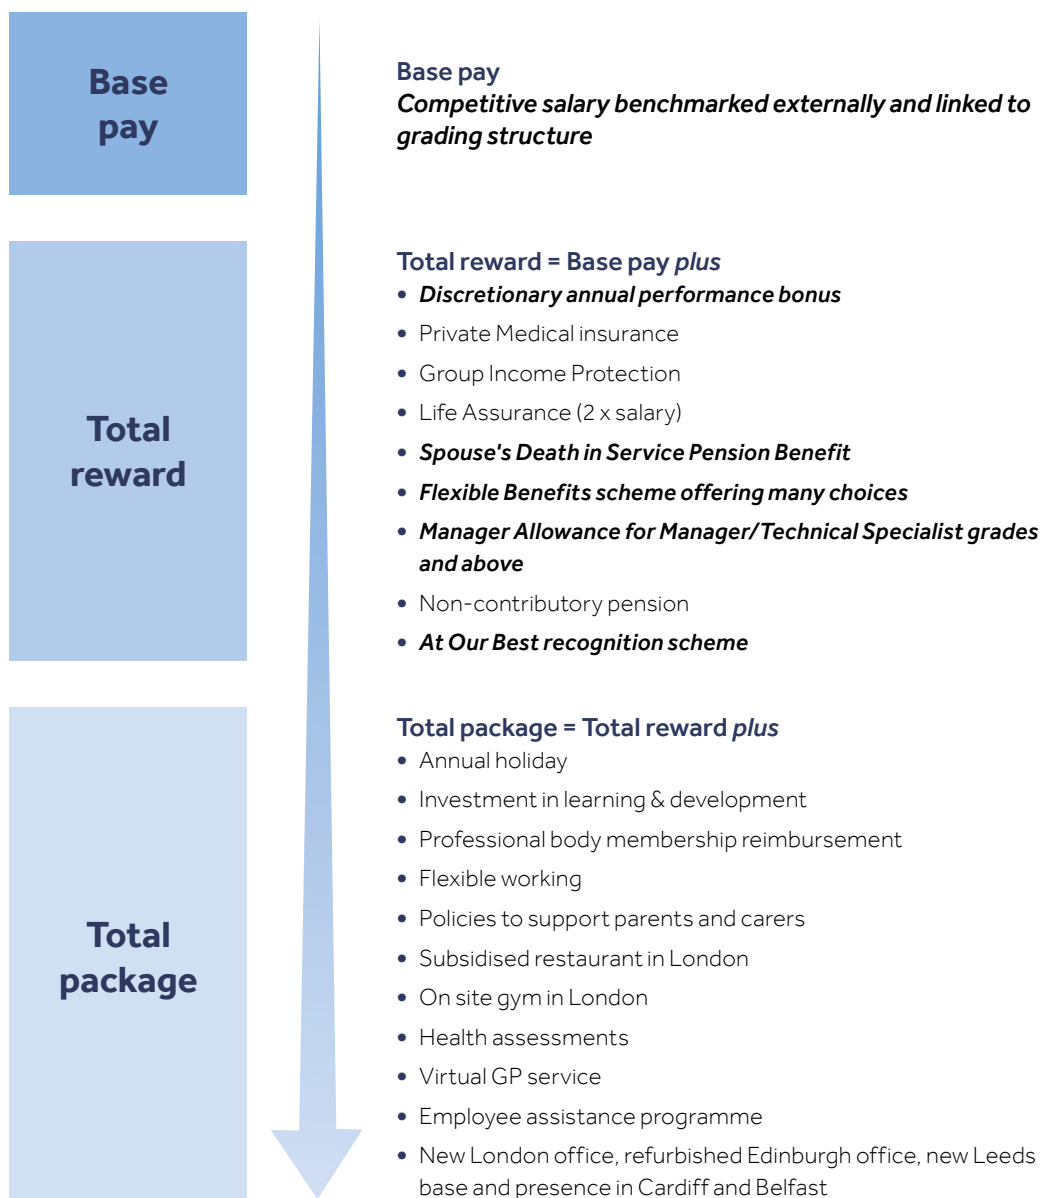 Base
pay
Base pay
Competitive salary benchmarked externally and linked to
grading structure
Total
reward
Total reward = Base pay plus
• Discretionary annual performance bonus
• Private Medical insurance
• Group Income Protection
• Life Assurance (2 x salary)
• Spouse's Death in Service Pension Benefit
• Flexible Benefits scheme offering many choices
• Manager Allowance for Manager/Technical Specialist grades
and above
• Non-contributory pension
• At Our Best recognition scheme
Total
package
Total package = Total reward plus
• Annual holiday
• Investment in learning & development
• Professional body membership reimbursement
• Flexible working
• Policies to support parents and carers
• Subsidised restaurant in London
• On site gym in London
• Health assessments
• Virtual GP service
• Employee assistance programme
• New London office, refurbished Edinburgh office, new Leeds
base and presence in Cardiff and Belfast